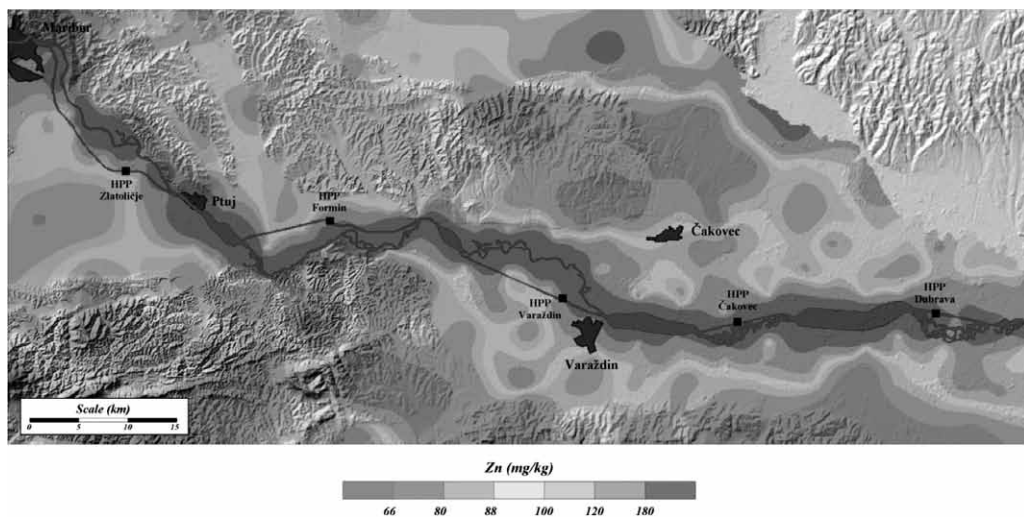 Maribor
HPP
Zlatoličje
Ptuj
HPP
Formin
Čakovec
HPP
Varaždin
Varaždin
HPP
Čakovec
HPP
Dubrava
Scale (km)
0 5 10 15
Zn (mg/kg)
66 80 88 100 120 180